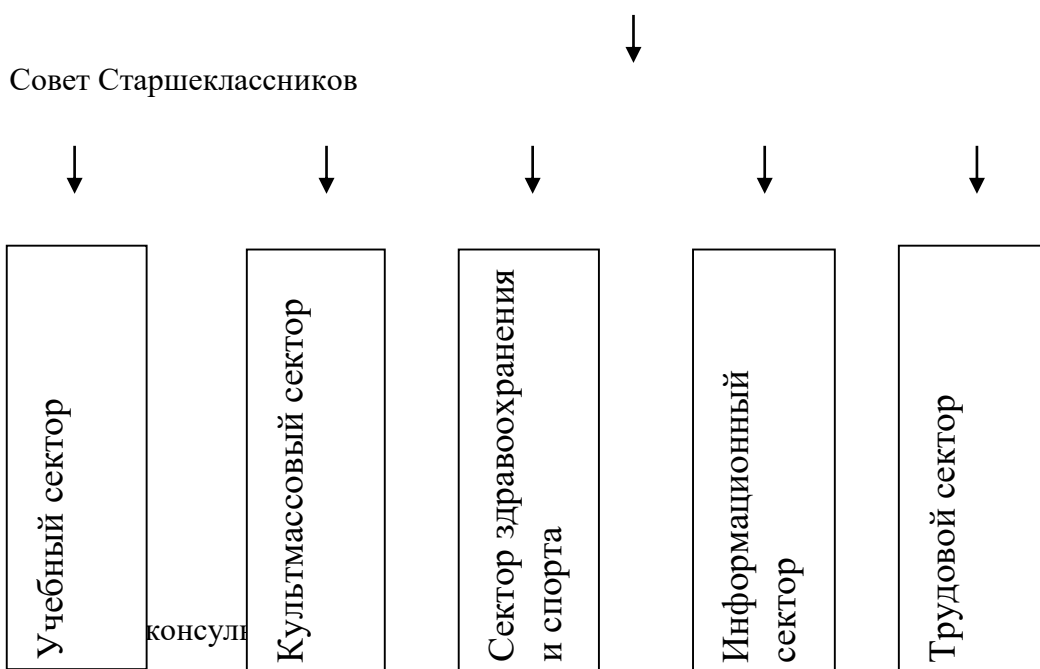 Совет Старшеклассников
Учебный сектор
Культмассовый сектор
Сектор здравоохранения
и спорта
Информационный
сектор
Трудовой сектор